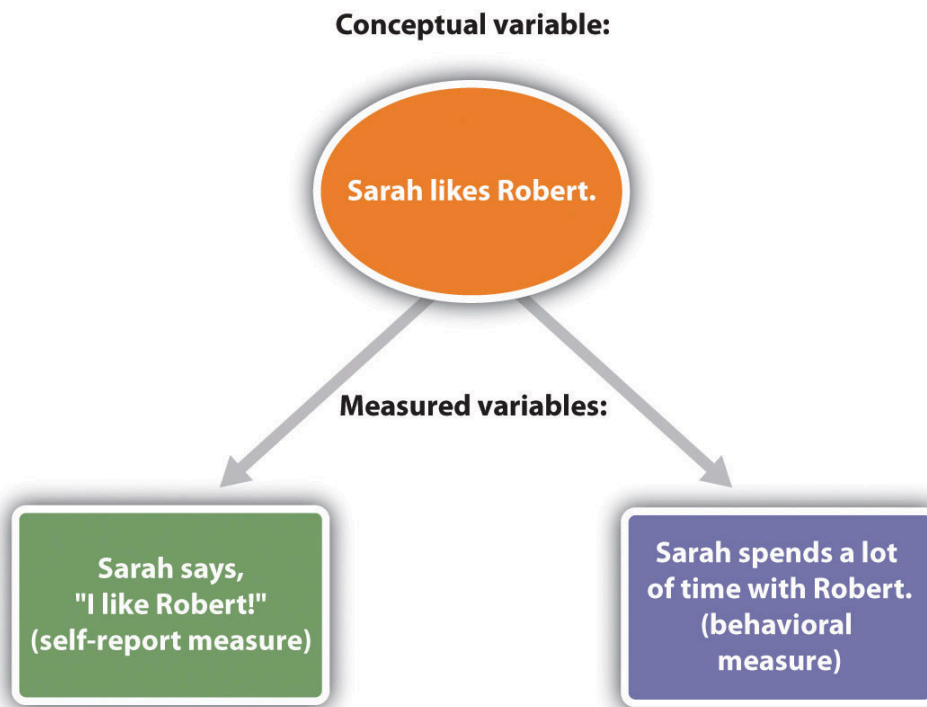 Conceptual variable:
Sarah likes Robert.
Measured variables:
Sarah says,
"I like Robert!"
(self-report measure)
Sarah spends a lot
of time with Robert.
(behavioral
measure)